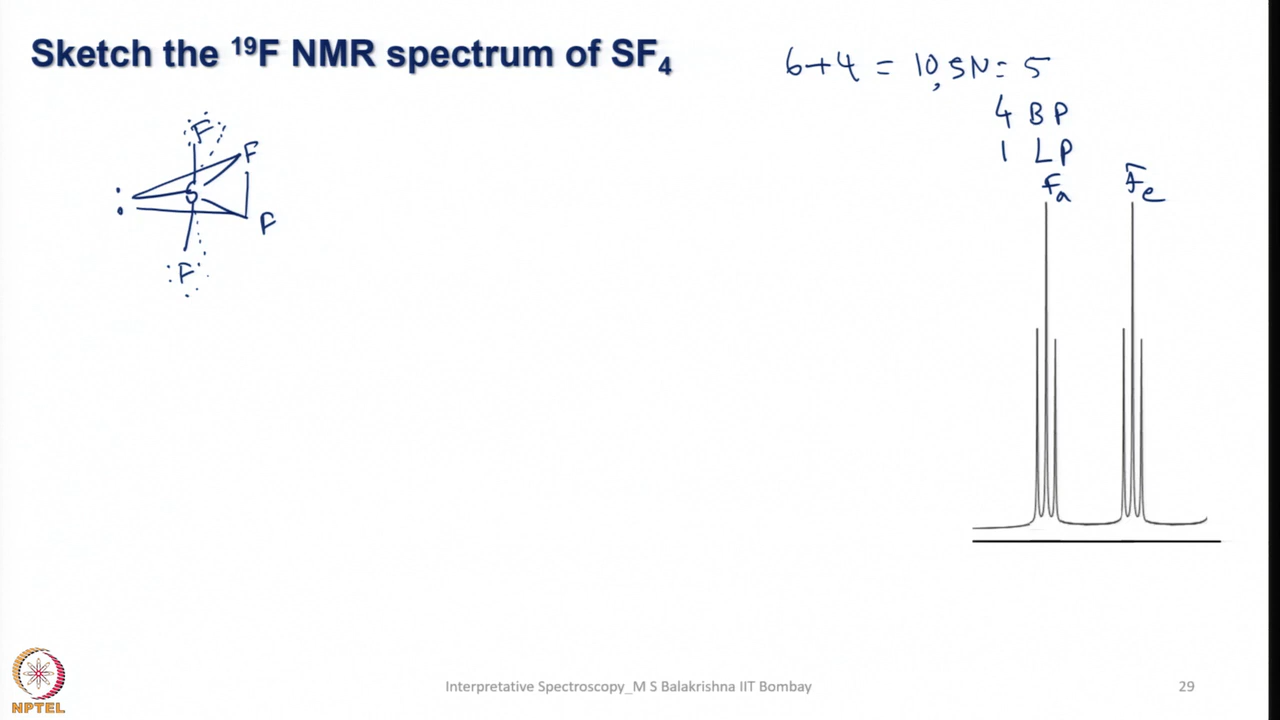 Sketch the ¹⁹F NMR spectrum of SF₄
6+4 = 10, SN= 5
4 BP
1 LP
Fa Fe
F
F
S
F
F
NPTEL
Interpretative Spectroscopy_M S Balakrishna IIT Bombay
29